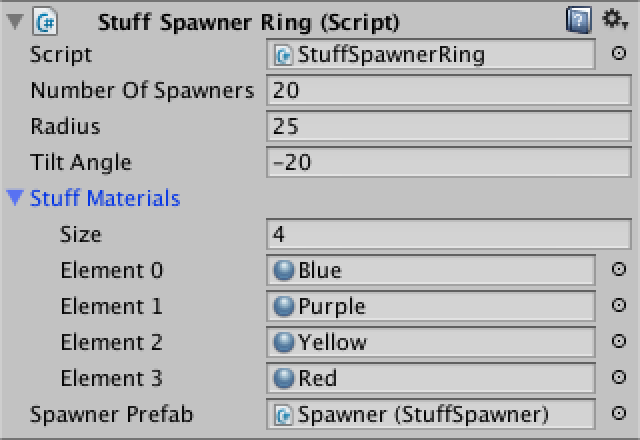 Stuff Spawner Ring (Script)
Script StuffSpawnerRing
Number Of Spawners 20
Radius 25
Tilt Angle -20
Stuff Materials
Size 4
Element 0 Blue
Element 1 Purple
Element 2 Yellow
Element 3 Red
Spawner Prefab Spawner (StuffSpawner)